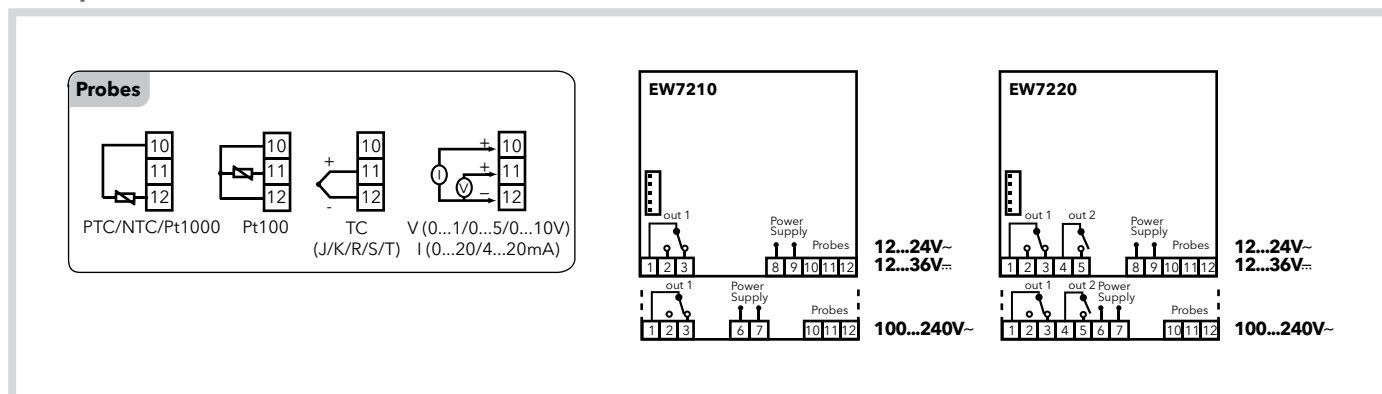 Probes
10
11
12
PTC/NTC/Pt1000
10
11
12
Pt100
+
-
10
11
12
TC
(J/K/R/S/T)
+
+
−
I
V
10
11
12
V (0...1/0...5/0...10V)
I (0...20/4...20mA)
EW7210
out 1
Power
Supply
Probes
1 2 3 8 9 10 11 12
12...24V~
12...36V⎓
out 1
Power
Supply
Probes
1 2 3 6 7 10 11 12
100...240V~
EW7220
out 1 out 2
Power
Supply
Probes
1 2 3 4 5 8 9 10 11 12
12...24V~
12...36V⎓
out 1 out 2 Power
Supply
Probes
1 2 3 4 5 6 7 10 11 12
100...240V~